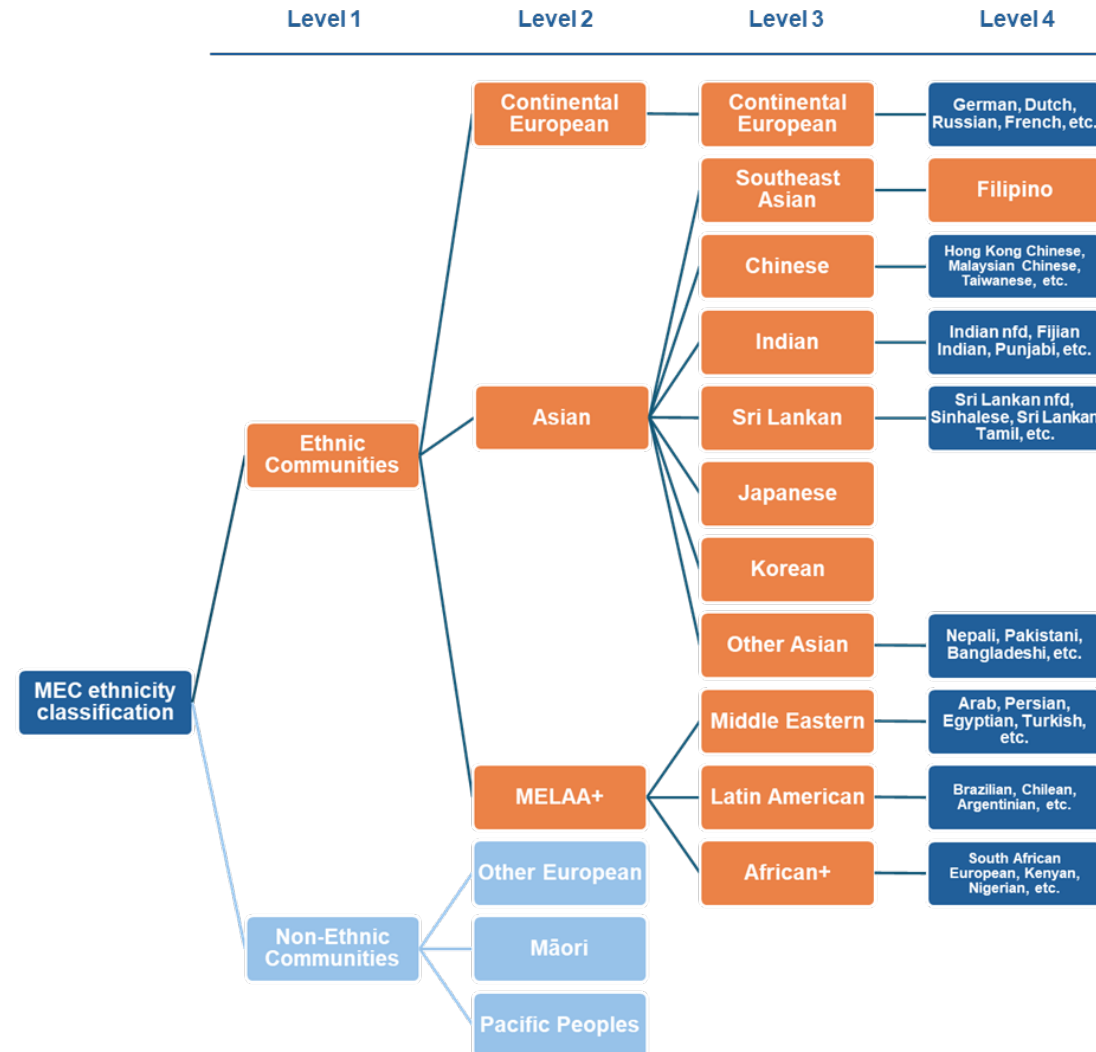 Level 1
Level 2
Level 3
Level 4
Continental
European
Continental
European
German, Dutch,
Russian, French, etc.
Southeast
Asian
Filipino
Chinese
Hong Kong Chinese,
Malaysian Chinese,
Taiwanese, etc.
Indian
Indian nfd, Fijian
Indian, Punjabi, etc.
Ethnic
Communities
Asian
Sri Lankan
Sri Lankan nfd,
Sinhalese, Sri Lankan
Tamil, etc.
Japanese
Korean
Other Asian
Nepali, Pakistani,
Bangladeshi, etc.
MEC ethnicity
classification
Middle Eastern
Arab, Persian,
Egyptian, Turkish,
etc.
MELAA+
Latin American
Brazilian, Chilean,
Argentinian, etc.
Other European
African+
South African
European, Kenyan,
Nigerian, etc.
Non-Ethnic
Communities
Māori
Pacific Peoples